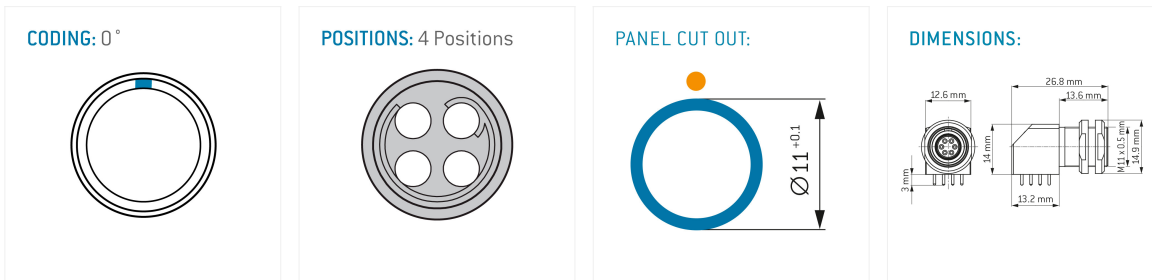 CODING: 0°
POSITIONS: 4 Positions
PANEL CUT OUT:
Ø11 +0.1
DIMENSIONS:
26.8 mm
12.6 mm
13.6 mm
14 mm
M11 x 0.5 mm
14.9 mm
3 mm
13.2 mm